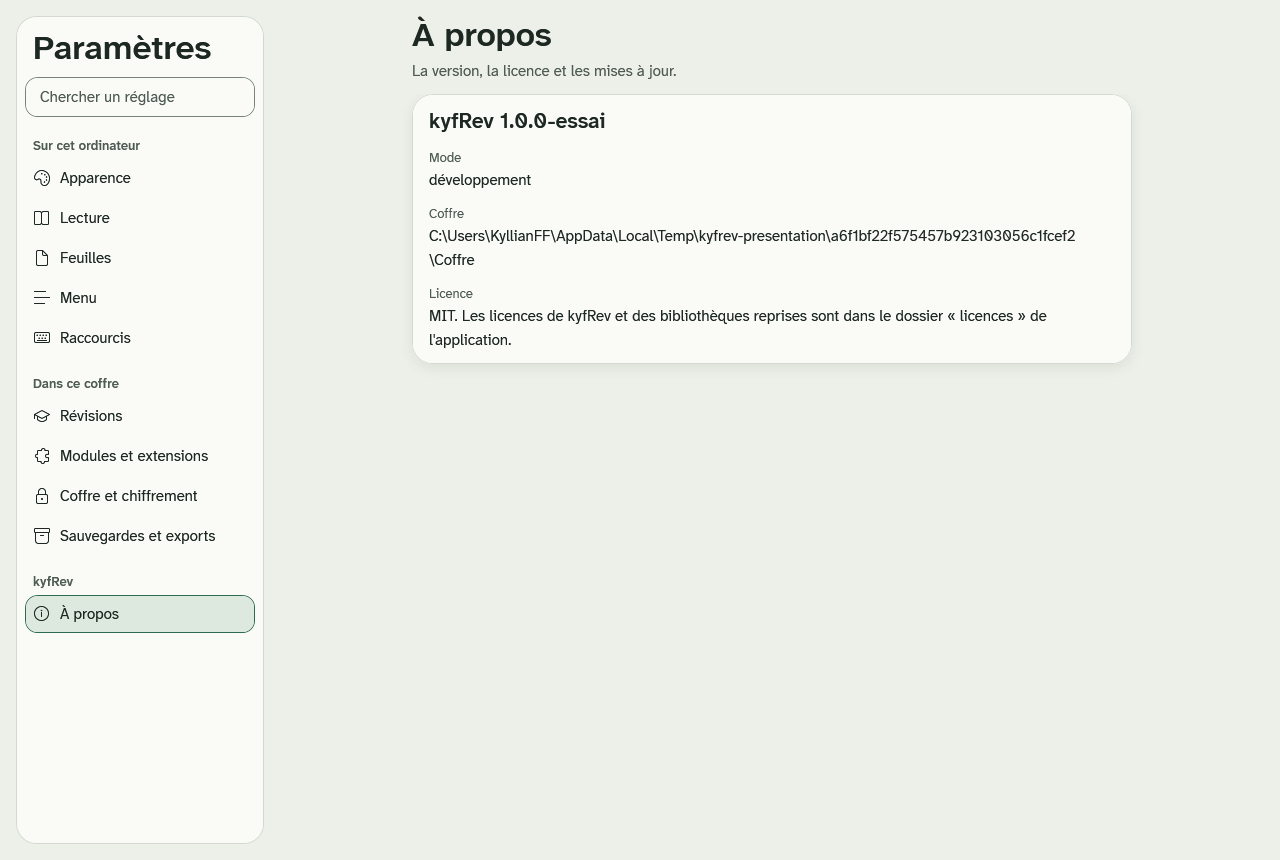 Paramètres
Chercher un réglage
Sur cet ordinateur
Apparence
Lecture
Feuilles
Menu
Raccourcis
Dans ce coffre
Révisions
Modules et extensions
Coffre et chiffrement
Sauvegardes et exports
kyfRev
À propos
À propos
La version, la licence et les mises à jour.
kyfRev 1.0.0-essai
Mode
développement
Coffre
C:\Users\KyllianFF\AppData\Local\Temp\kyfrev-presentation\a6f1bf22f575457b923103056c1fcef2
\Coffre
Licence
MIT. Les licences de kyfRev et des bibliothèques reprises sont dans le dossier « licences » de
l'application.